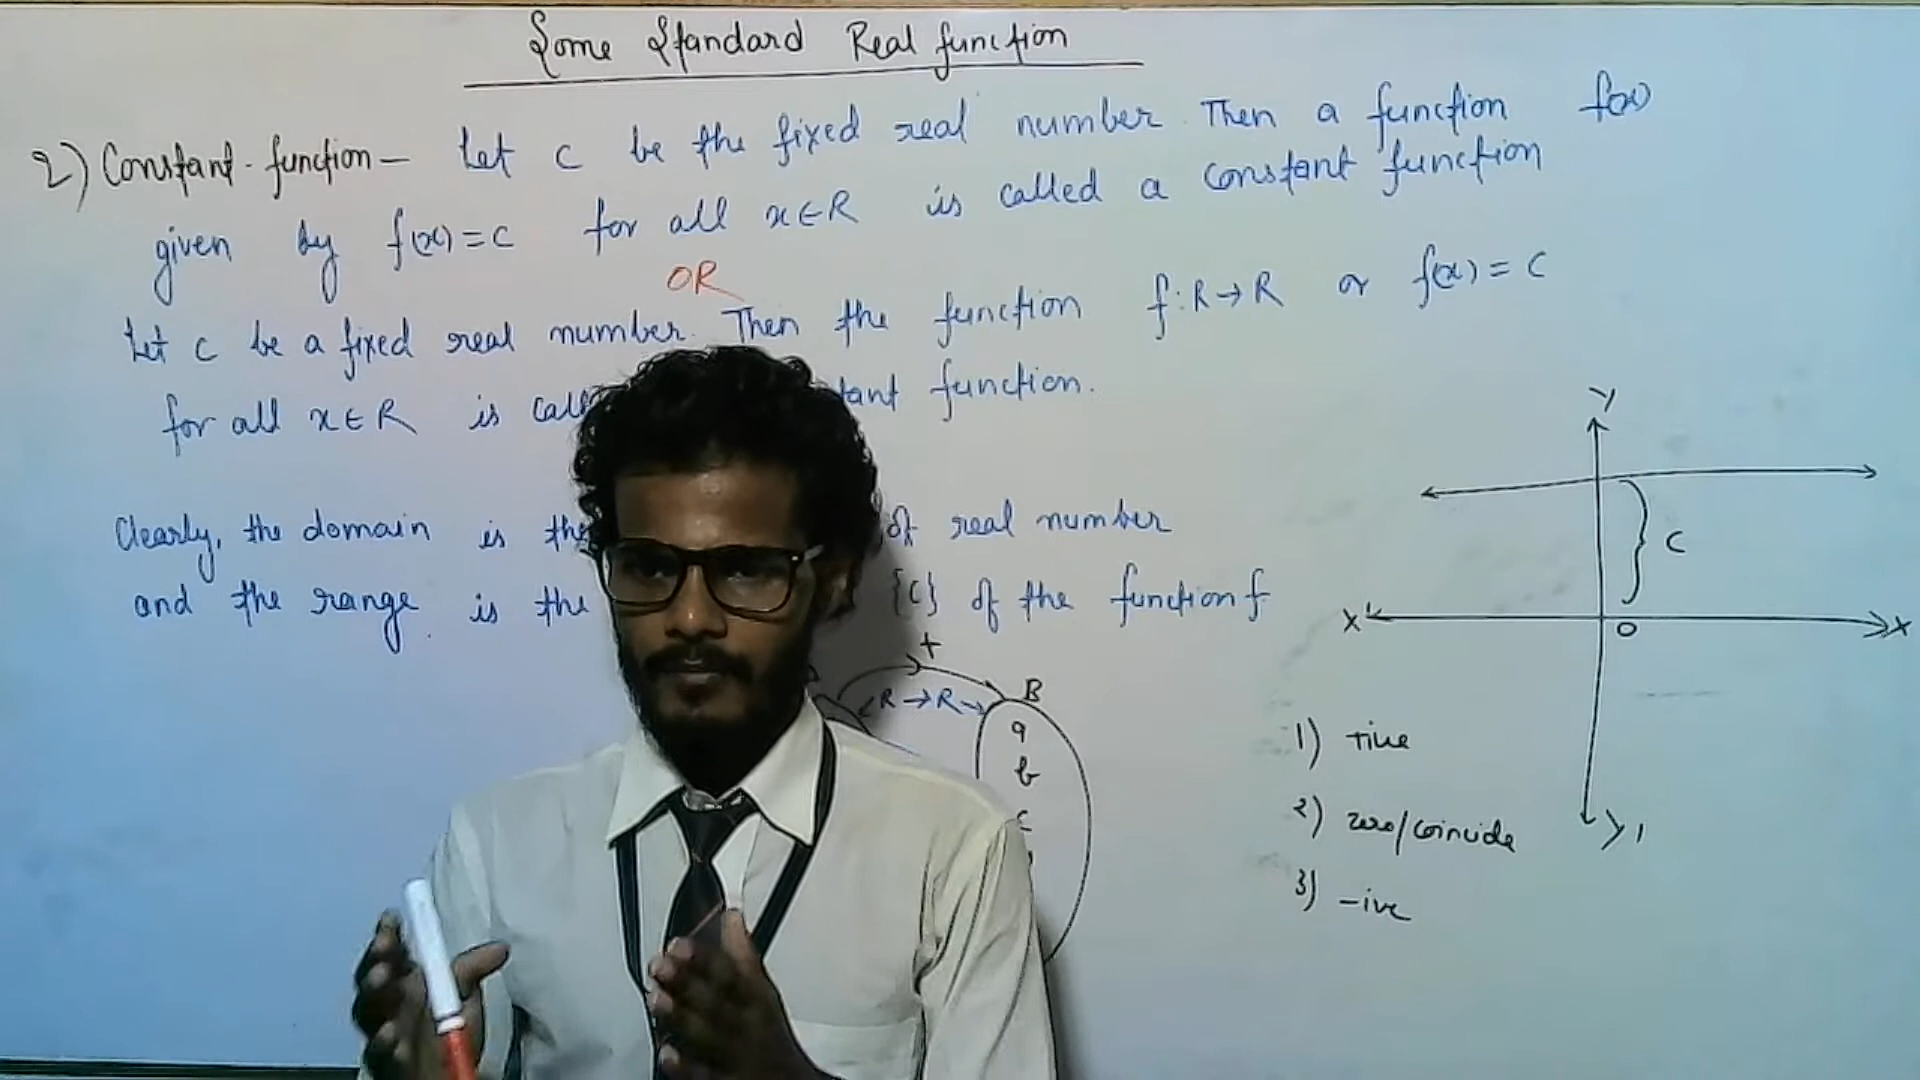 Some Standard Real function
2) Constant function – Let C be the fixed real number. Then a function f(x)
given by f(x) = C for all x ∈ R is called a constant function
OR
Let C be a fixed real number. Then the function f: R → R or f(x) = C
for all x ∈ R is function.
Clearly, the domain is the of real number
and the range is the {C} of the function f
R → R
B
a
b
c
Y
C
X' O X
Y'
1) +ive
2) zero/coincide
3) -ive